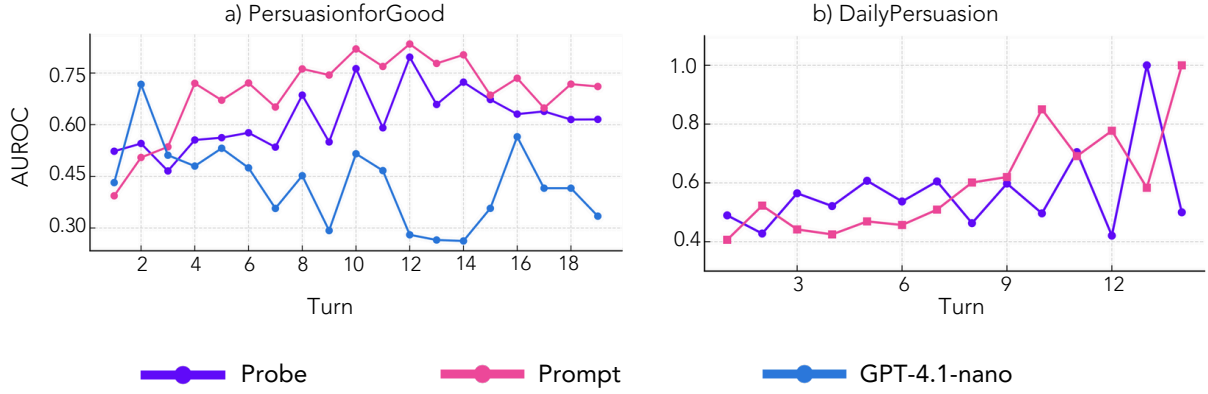 a) PersuasionforGood
b) DailyPersuasion
AUROC
0.75
0.60
0.45
0.30
2 4 6 8 10 12 14 16 18
Turn
1.0
0.8
0.6
0.4
3 6 9 12
Turn
Probe Prompt GPT-4.1-nano